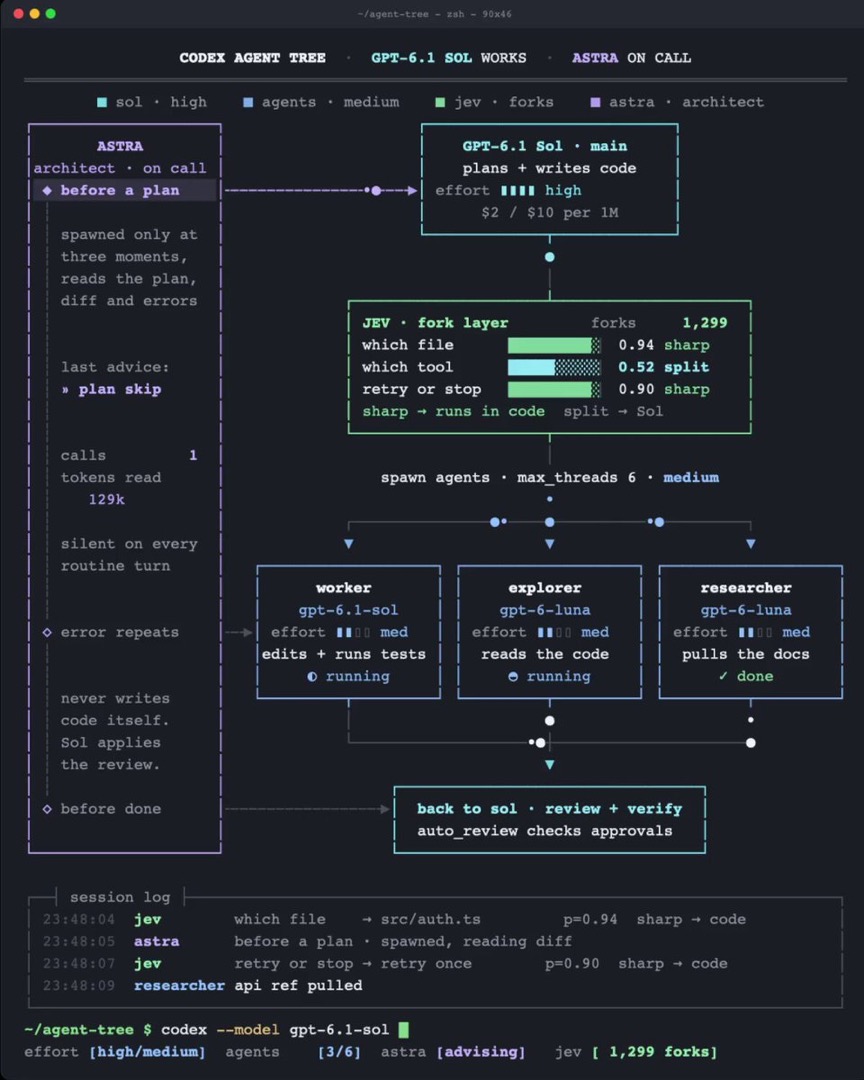 ~/agent-tree — zsh — 90x46
CODEX AGENT TREE · GPT-6.1 SOL WORKS · ASTRA ON CALL
sol · high agents · medium jev · forks astra · architect
ASTRA
architect · on call
◆ before a plan
spawned only at
three moments,
reads the plan,
diff and errors
last advice:
» plan skip
calls 1
tokens read
129k
silent on every
routine turn
◇ error repeats
never writes
code itself.
Sol applies
the review.
◇ before done
GPT-6.1 Sol · main
plans + writes code
effort ▮▮▮▮ high
$2 / $10 per 1M
JEV · fork layer forks 1,299
which file 0.94 sharp
which tool 0.52 split
retry or stop 0.90 sharp
sharp → runs in code split → Sol
spawn agents · max_threads 6 · medium
worker
gpt-6.1-sol
effort ▮▮▯▯ med
edits + runs tests
◐ running
explorer
gpt-6-luna
effort ▮▮▯▯ med
reads the code
◓ running
researcher
gpt-6-luna
effort ▮▮▯▯ med
pulls the docs
✓ done
back to sol · review + verify
auto_review checks approvals
session log
23:48:04 jev which file → src/auth.ts p=0.94 sharp → code
23:48:05 astra before a plan · spawned, reading diff
23:48:07 jev retry or stop → retry once p=0.90 sharp → code
23:48:09 researcher api ref pulled
~/agent-tree $ codex --model gpt-6.1-sol
effort [high/medium] agents [3/6] astra [advising] jev [ 1,299 forks]